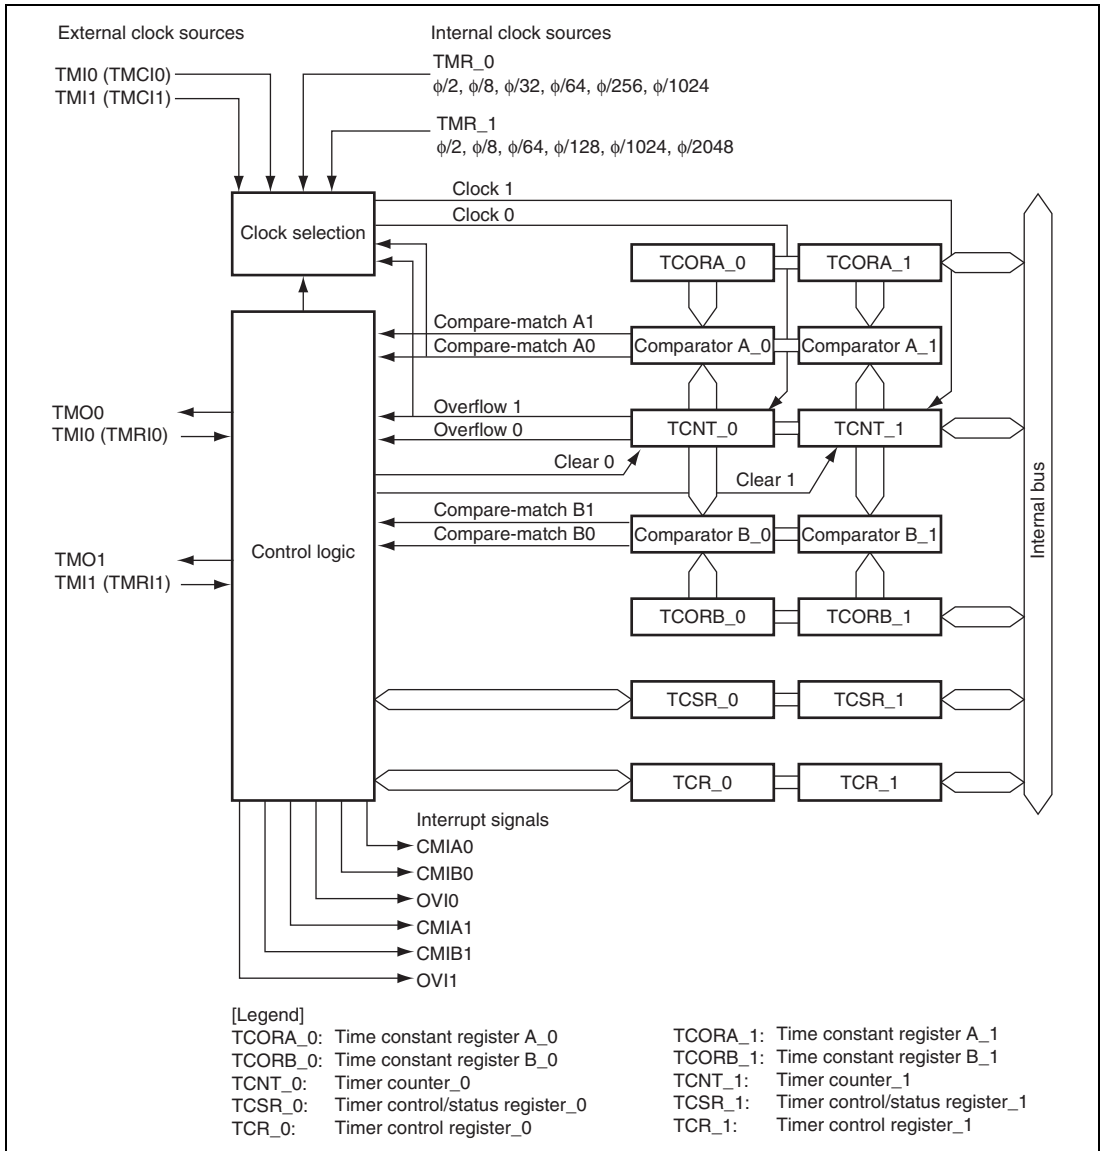 External clock sources
Internal clock sources
TMI0 (TMCI0)
TMI1 (TMCI1)
TMR_0
ϕ/2, ϕ/8, ϕ/32, ϕ/64, ϕ/256, ϕ/1024
TMR_1
ϕ/2, ϕ/8, ϕ/64, ϕ/128, ϕ/1024, ϕ/2048
Clock 1
Clock 0
Clock selection
TCORA_0
TCORA_1
Compare-match A1
Compare-match A0
Comparator A_0
Comparator A_1
TMO0
TMI0 (TMRI0)
Overflow 1
Overflow 0
TCNT_0
TCNT_1
Clear 0
Clear 1
Internal bus
Compare-match B1
Compare-match B0
Comparator B_0
Comparator B_1
Control logic
TMO1
TMI1 (TMRI1)
TCORB_0
TCORB_1
TCSR_0
TCSR_1
TCR_0
TCR_1
Interrupt signals
CMIA0
CMIB0
OVI0
CMIA1
CMIB1
OVI1
[Legend]
TCORA_0: Time constant register A_0
TCORB_0: Time constant register B_0
TCNT_0: Timer counter_0
TCSR_0: Timer control/status register_0
TCR_0: Timer control register_0
TCORA_1: Time constant register A_1
TCORB_1: Time constant register B_1
TCNT_1: Timer counter_1
TCSR_1: Timer control/status register_1
TCR_1: Timer control register_1